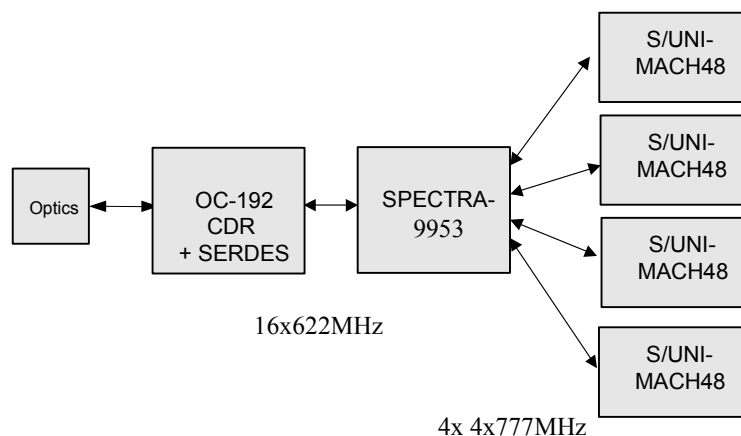 S/UNI-
MACH48
S/UNI-
MACH48
Optics
OC-192
CDR
+ SERDES
SPECTRA-
9953
S/UNI-
MACH48
16x622MHz
S/UNI-
MACH48
4x 4x777MHz